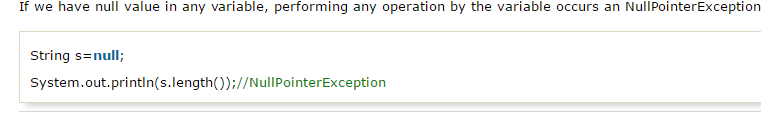 If we have null value in any variable, performing any operation by the variable occurs an NullPointerException
String s=null;
System.out.println(s.length());//NullPointerException